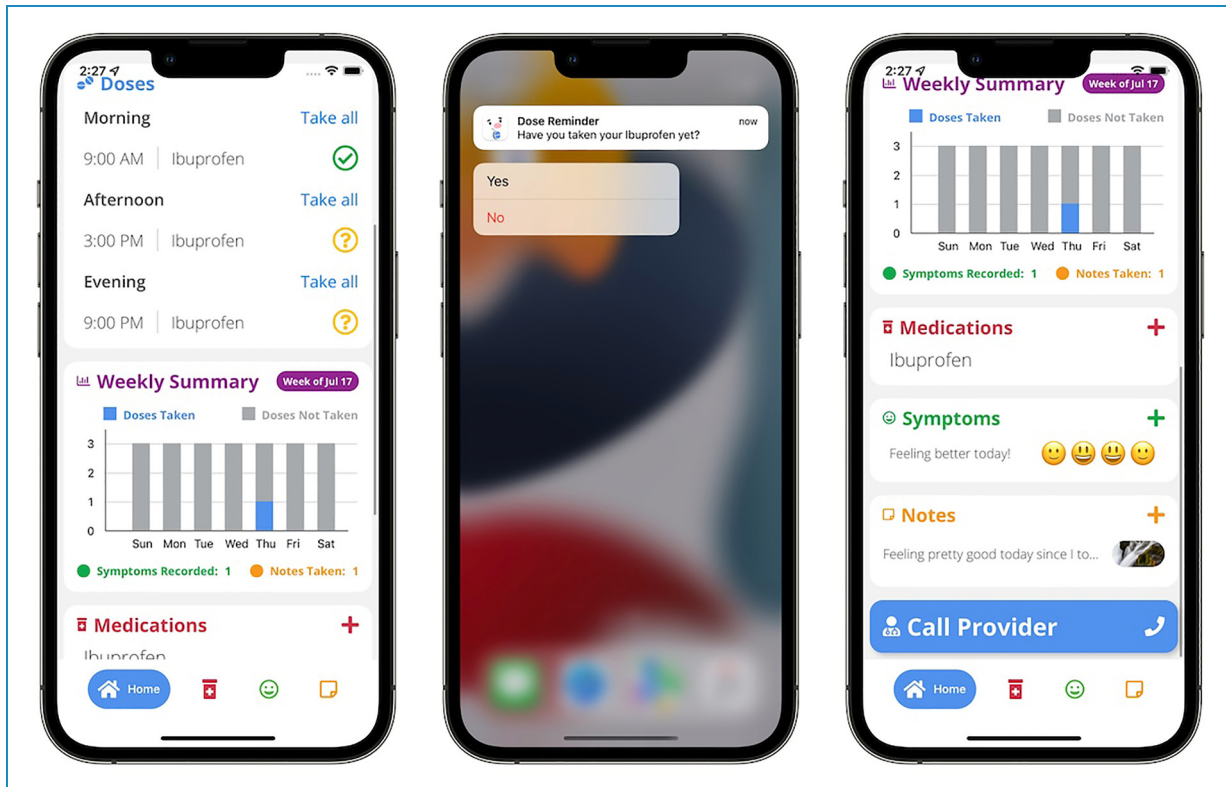 2:27
Doses
Morning Take all
9:00 AM Ibuprofen
Afternoon Take all
3:00 PM Ibuprofen
Evening Take all
9:00 PM Ibuprofen
Weekly Summary Week of Jul 17
Doses Taken Doses Not Taken
3
2
1
0
Sun Mon Tue Wed Thu Fri Sat
Symptoms Recorded: 1 Notes Taken: 1
Medications +
Ibuprofen
Home
Dose Reminder now
Have you taken your Ibuprofen yet?
Yes
No
2:27
Weekly Summary Week of Jul 17
Doses Taken Doses Not Taken
3
2
1
0
Sun Mon Tue Wed Thu Fri Sat
Symptoms Recorded: 1 Notes Taken: 1
Medications +
Ibuprofen
Symptoms +
Feeling better today!
Notes +
Feeling pretty good today since I to...
Call Provider
Home